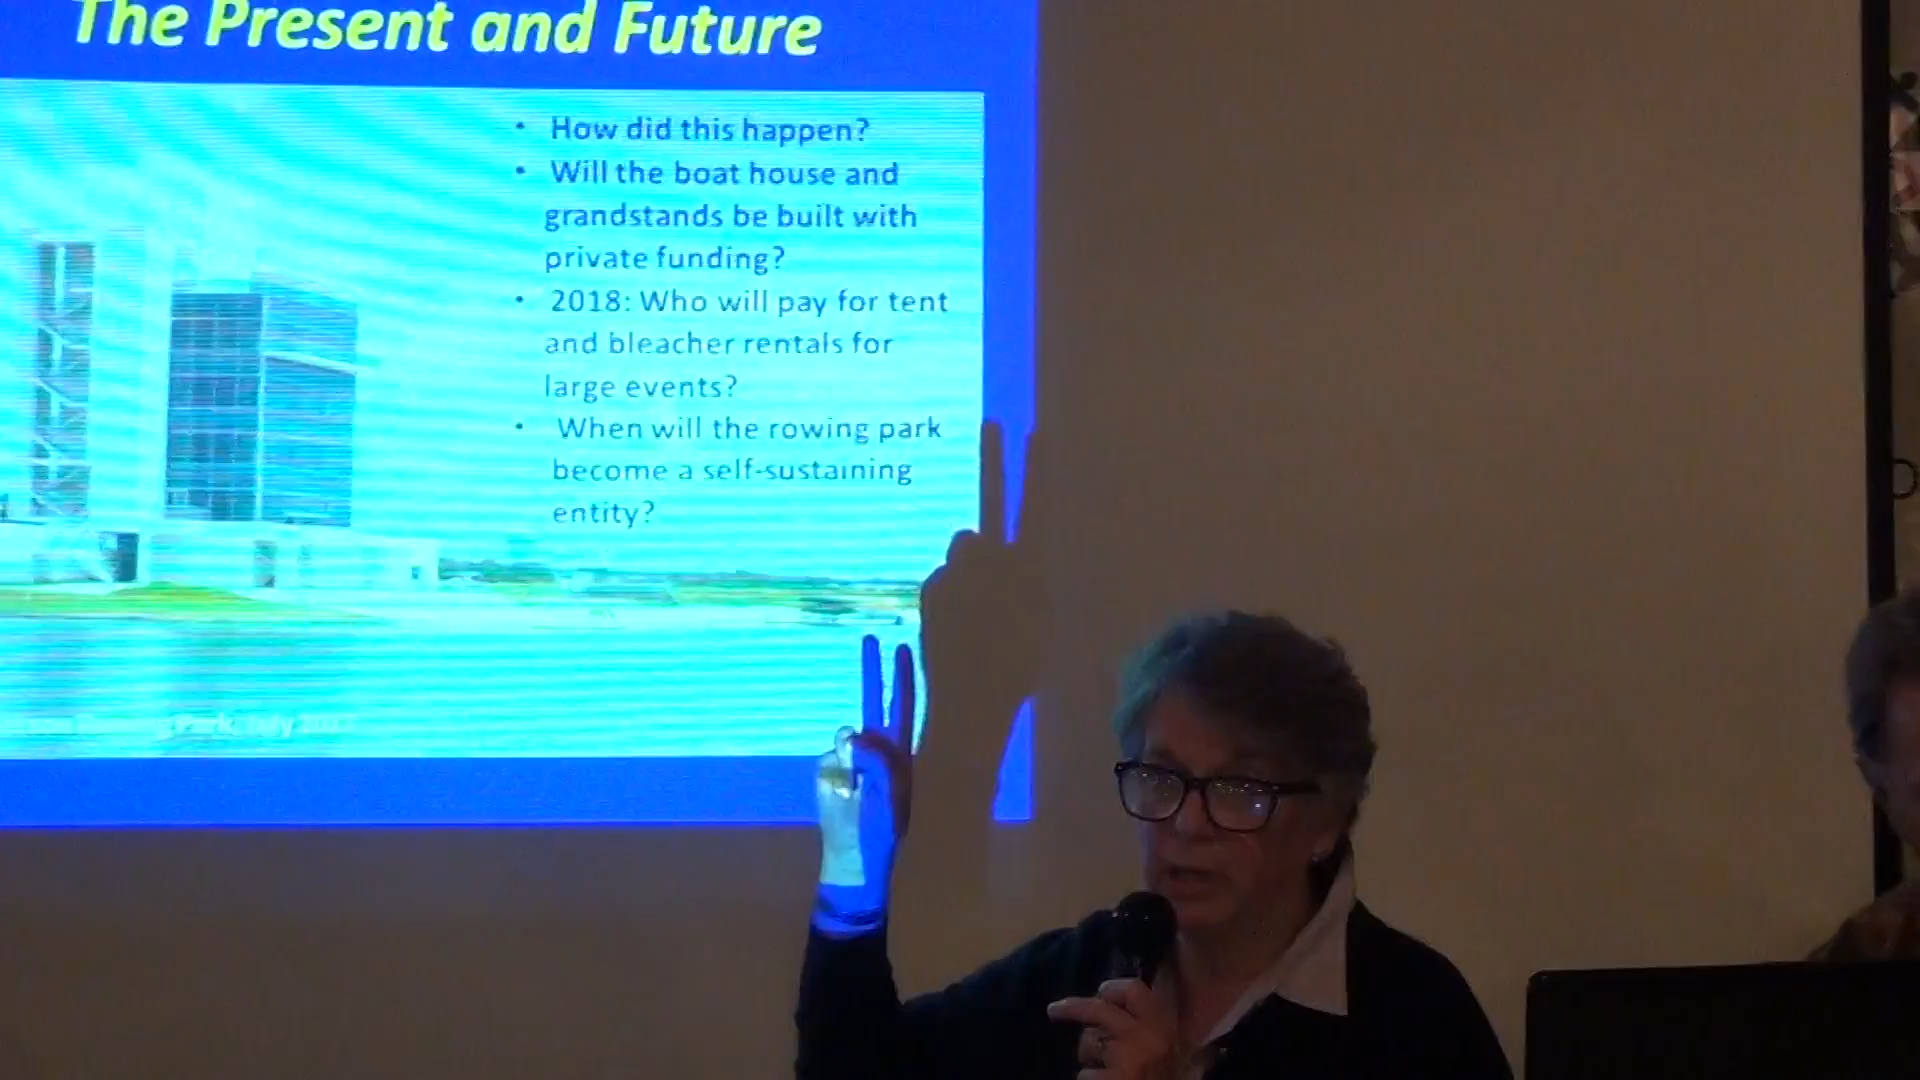 The Present and Future
• How did this happen?
• Will the boat house and
grandstands be built with
private funding?
• 2018: Who will pay for tent
and bleacher rentals for
large events?
• When will the rowing park
become a self-sustaining
entity?
Park, July